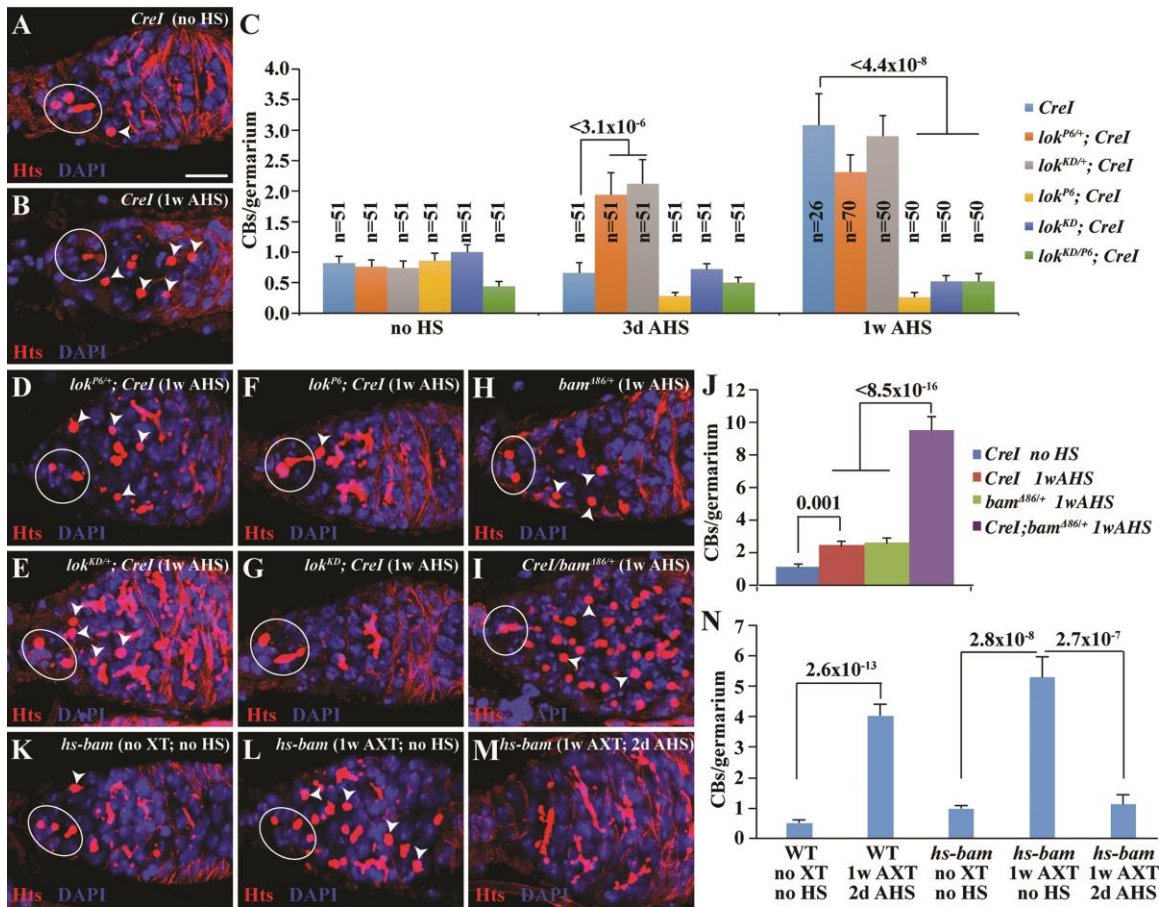 A CreI (no HS)
Hts DAPI
B CreI (1w AHS)
Hts DAPI
C
CBs/germarium
4.0
3.5
3.0
2.5
2.0
1.5
1.0
0.5
0.0
n=51 n=51 n=51 n=51 n=51 n=51
no HS
<3.1x10⁻⁶
n=51 n=51 n=51 n=51 n=51 n=51
3d AHS
<4.4x10⁻⁸
n=26 n=70 n=50 n=50 n=50 n=50
1w AHS
CreI
lokᴾ⁶/⁺; CreI
lokᴷᴰ/⁺; CreI
lokᴾ⁶; CreI
lokᴷᴰ; CreI
lokᴷᴰ/ᴾ⁶; CreI
D lokᴾ⁶/⁺; CreI (1w AHS)
Hts DAPI
F lokᴾ⁶; CreI (1w AHS)
Hts DAPI
H bamᐞ⁸⁶/⁺ (1w AHS)
Hts DAPI
E lokᴷᴰ/⁺; CreI (1w AHS)
Hts DAPI
G lokᴷᴰ; CreI (1w AHS)
Hts DAPI
I CreI/bamᐞ⁸⁶/⁺ (1w AHS)
Hts DAPI
J
CBs/germarium
12
10
8
6
4
2
0
0.001
<8.5x10⁻¹⁶
CreI no HS
CreI 1wAHS
bamᐞ⁸⁶/⁺ 1wAHS
CreI;bamᐞ⁸⁶/⁺ 1wAHS
K hs-bam (no XT; no HS)
Hts DAPI
L hs-bam (1w AXT; no HS)
Hts DAPI
M hs-bam (1w AXT; 2d AHS)
Hts DAPI
N
CBs/germarium
7
6
5
4
3
2
1
0
2.6x10⁻¹³
2.8x10⁻⁸
2.7x10⁻⁷
WT no XT no HS
WT 1w AXT 2d AHS
hs-bam no XT no HS
hs-bam 1w AXT no HS
hs-bam 1w AXT 2d AHS